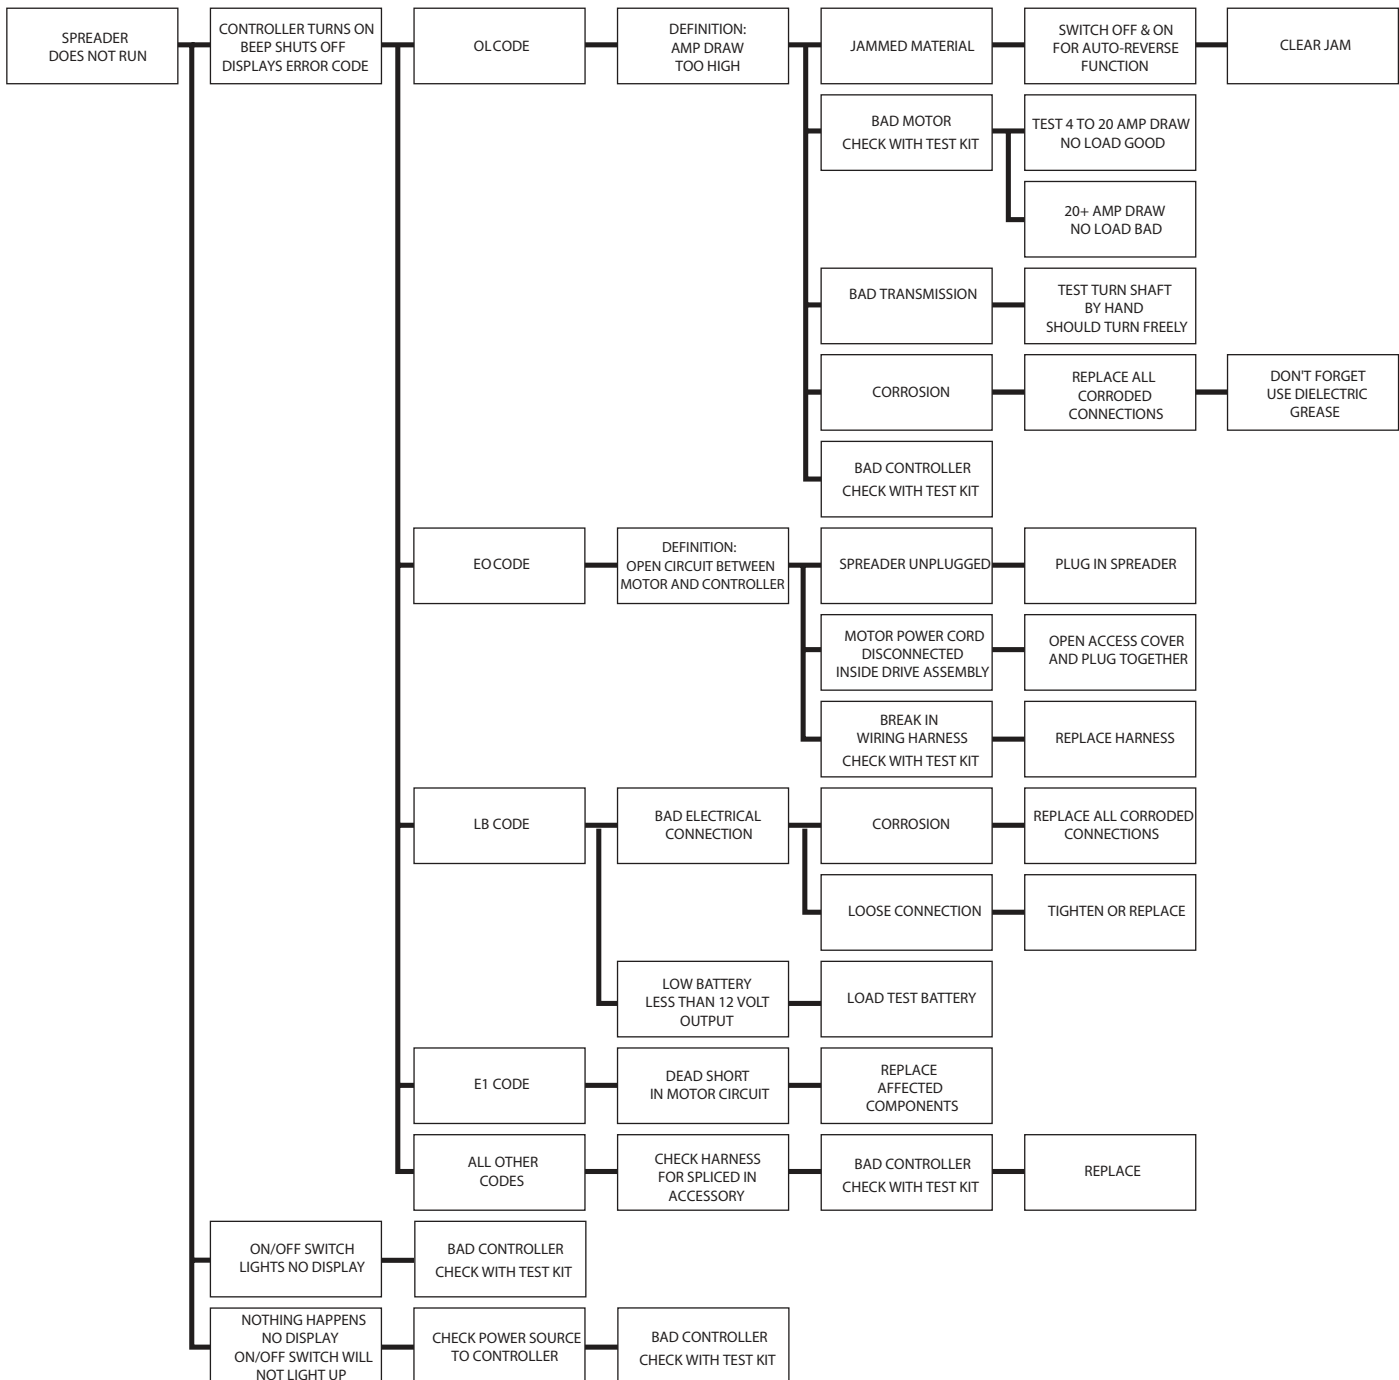 SPREADER
DOES NOT RUN
CONTROLLER TURNS ON
BEEP SHUTS OFF
DISPLAYS ERROR CODE
OL CODE
DEFINITION:
AMP DRAW
TOO HIGH
JAMMED MATERIAL
SWITCH OFF & ON
FOR AUTO-REVERSE
FUNCTION
CLEAR JAM
BAD MOTOR
CHECK WITH TEST KIT
TEST 4 TO 20 AMP DRAW
NO LOAD GOOD
20+ AMP DRAW
NO LOAD BAD
BAD TRANSMISSION
TEST TURN SHAFT
BY HAND
SHOULD TURN FREELY
CORROSION
REPLACE ALL
CORRODED
CONNECTIONS
DON'T FORGET
USE DIELECTRIC
GREASE
BAD CONTROLLER
CHECK WITH TEST KIT
EO CODE
DEFINITION:
OPEN CIRCUIT BETWEEN
MOTOR AND CONTROLLER
SPREADER UNPLUGGED
PLUG IN SPREADER
MOTOR POWER CORD
DISCONNECTED
INSIDE DRIVE ASSEMBLY
OPEN ACCESS COVER
AND PLUG TOGETHER
BREAK IN
WIRING HARNESS
CHECK WITH TEST KIT
REPLACE HARNESS
LB CODE
BAD ELECTRICAL
CONNECTION
CORROSION
REPLACE ALL CORRODED
CONNECTIONS
LOOSE CONNECTION
TIGHTEN OR REPLACE
LOW BATTERY
LESS THAN 12 VOLT
OUTPUT
LOAD TEST BATTERY
E1 CODE
DEAD SHORT
IN MOTOR CIRCUIT
REPLACE
AFFECTED
COMPONENTS
ALL OTHER
CODES
CHECK HARNESS
FOR SPLICED IN
ACCESSORY
BAD CONTROLLER
CHECK WITH TEST KIT
REPLACE
ON/OFF SWITCH
LIGHTS NO DISPLAY
BAD CONTROLLER
CHECK WITH TEST KIT
NOTHING HAPPENS
NO DISPLAY
ON/OFF SWITCH WILL
NOT LIGHT UP
CHECK POWER SOURCE
TO CONTROLLER
BAD CONTROLLER
CHECK WITH TEST KIT